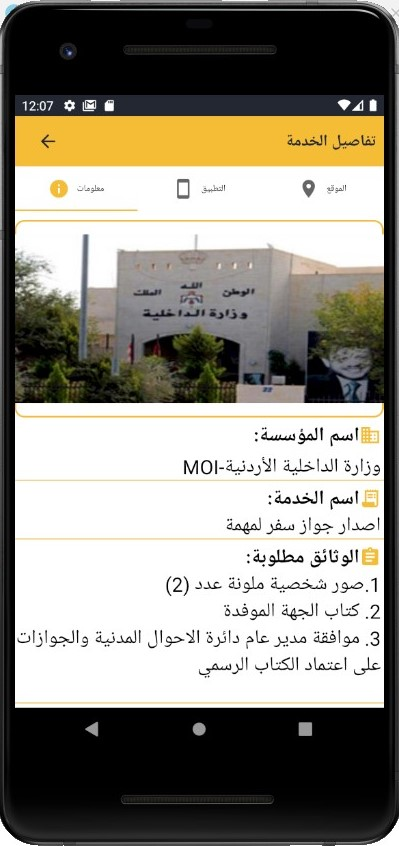 12:07
تفاصيل الخدمة
الموقع
التطبيق
معلومات
الله
الوطن
الملك
وزارة الداخلية
اسم المؤسسة:
وزارة الداخلية الأردنية-MOI
اسم الخدمة:
اصدار جواز سفر لمهمة
الوثائق مطلوبة:
1.صور شخصية ملونة عدد (2)
2. كتاب الجهة الموفدة
3. موافقة مدير عام دائرة الاحوال المدنية والجوازات
على اعتماد الكتاب الرسمي